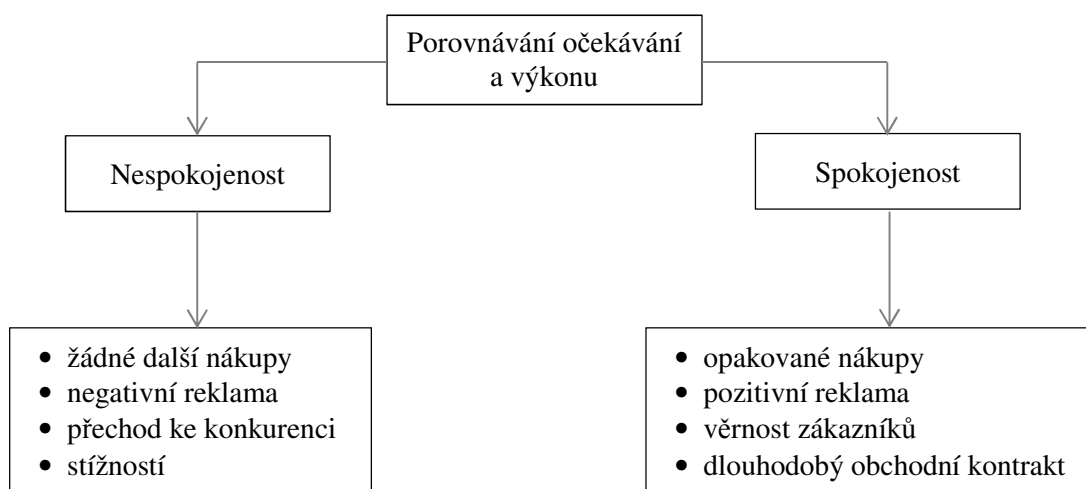 Porovnávání očekávání
a výkonu
Nespokojenost
Spokojenost
• žádné další nákupy
• negativní reklama
• přechod ke konkurenci
• stížností
• opakované nákupy
• pozitivní reklama
• věrnost zákazníků
• dlouhodobý obchodní kontrakt